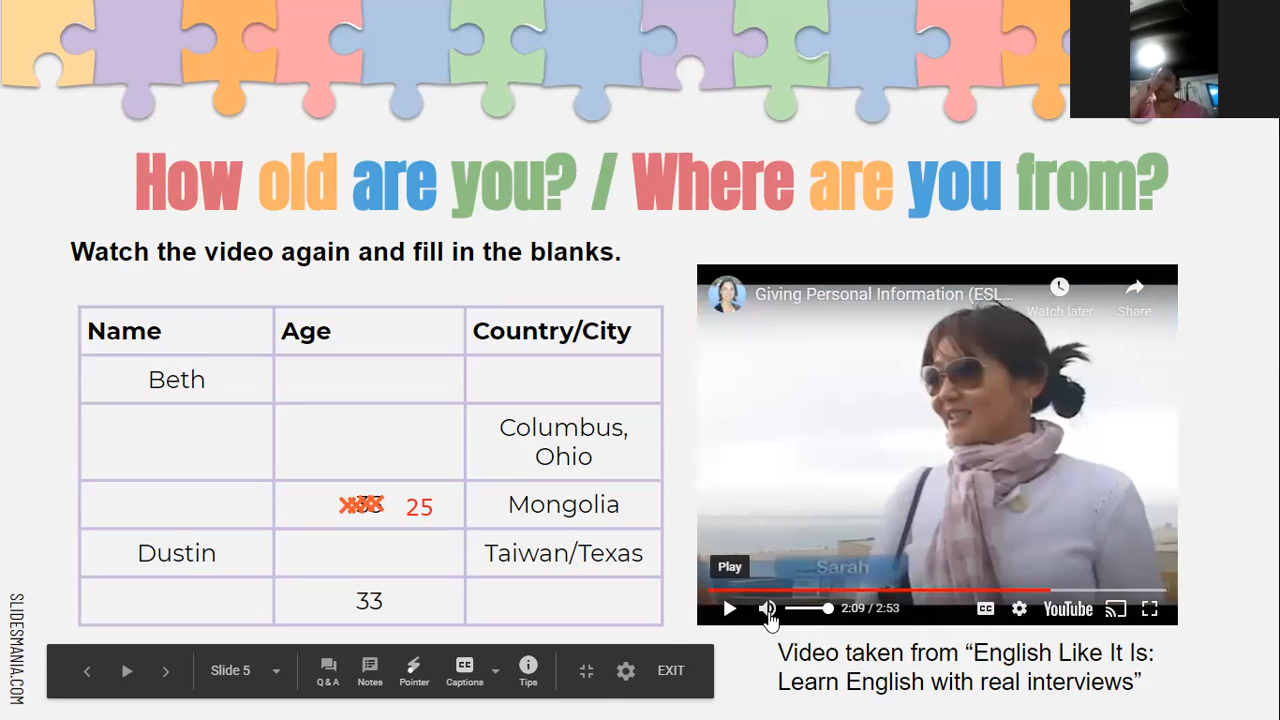 How old are you? / Where are you from?
Watch the video again and fill in the blanks.
Name Age Country/City
Beth
Columbus,
Ohio
25 Mongolia
Dustin Taiwan/Texas
33
Giving Personal Information (ESL...
Watch later Share
Play
Sarah
2:09 / 2:53 CC YouTube
Video taken from “English Like It Is:
Learn English with real interviews”
Slide 5 Q & A Notes Pointer CC Captions Tips EXIT
SLIDESMANIA.COM